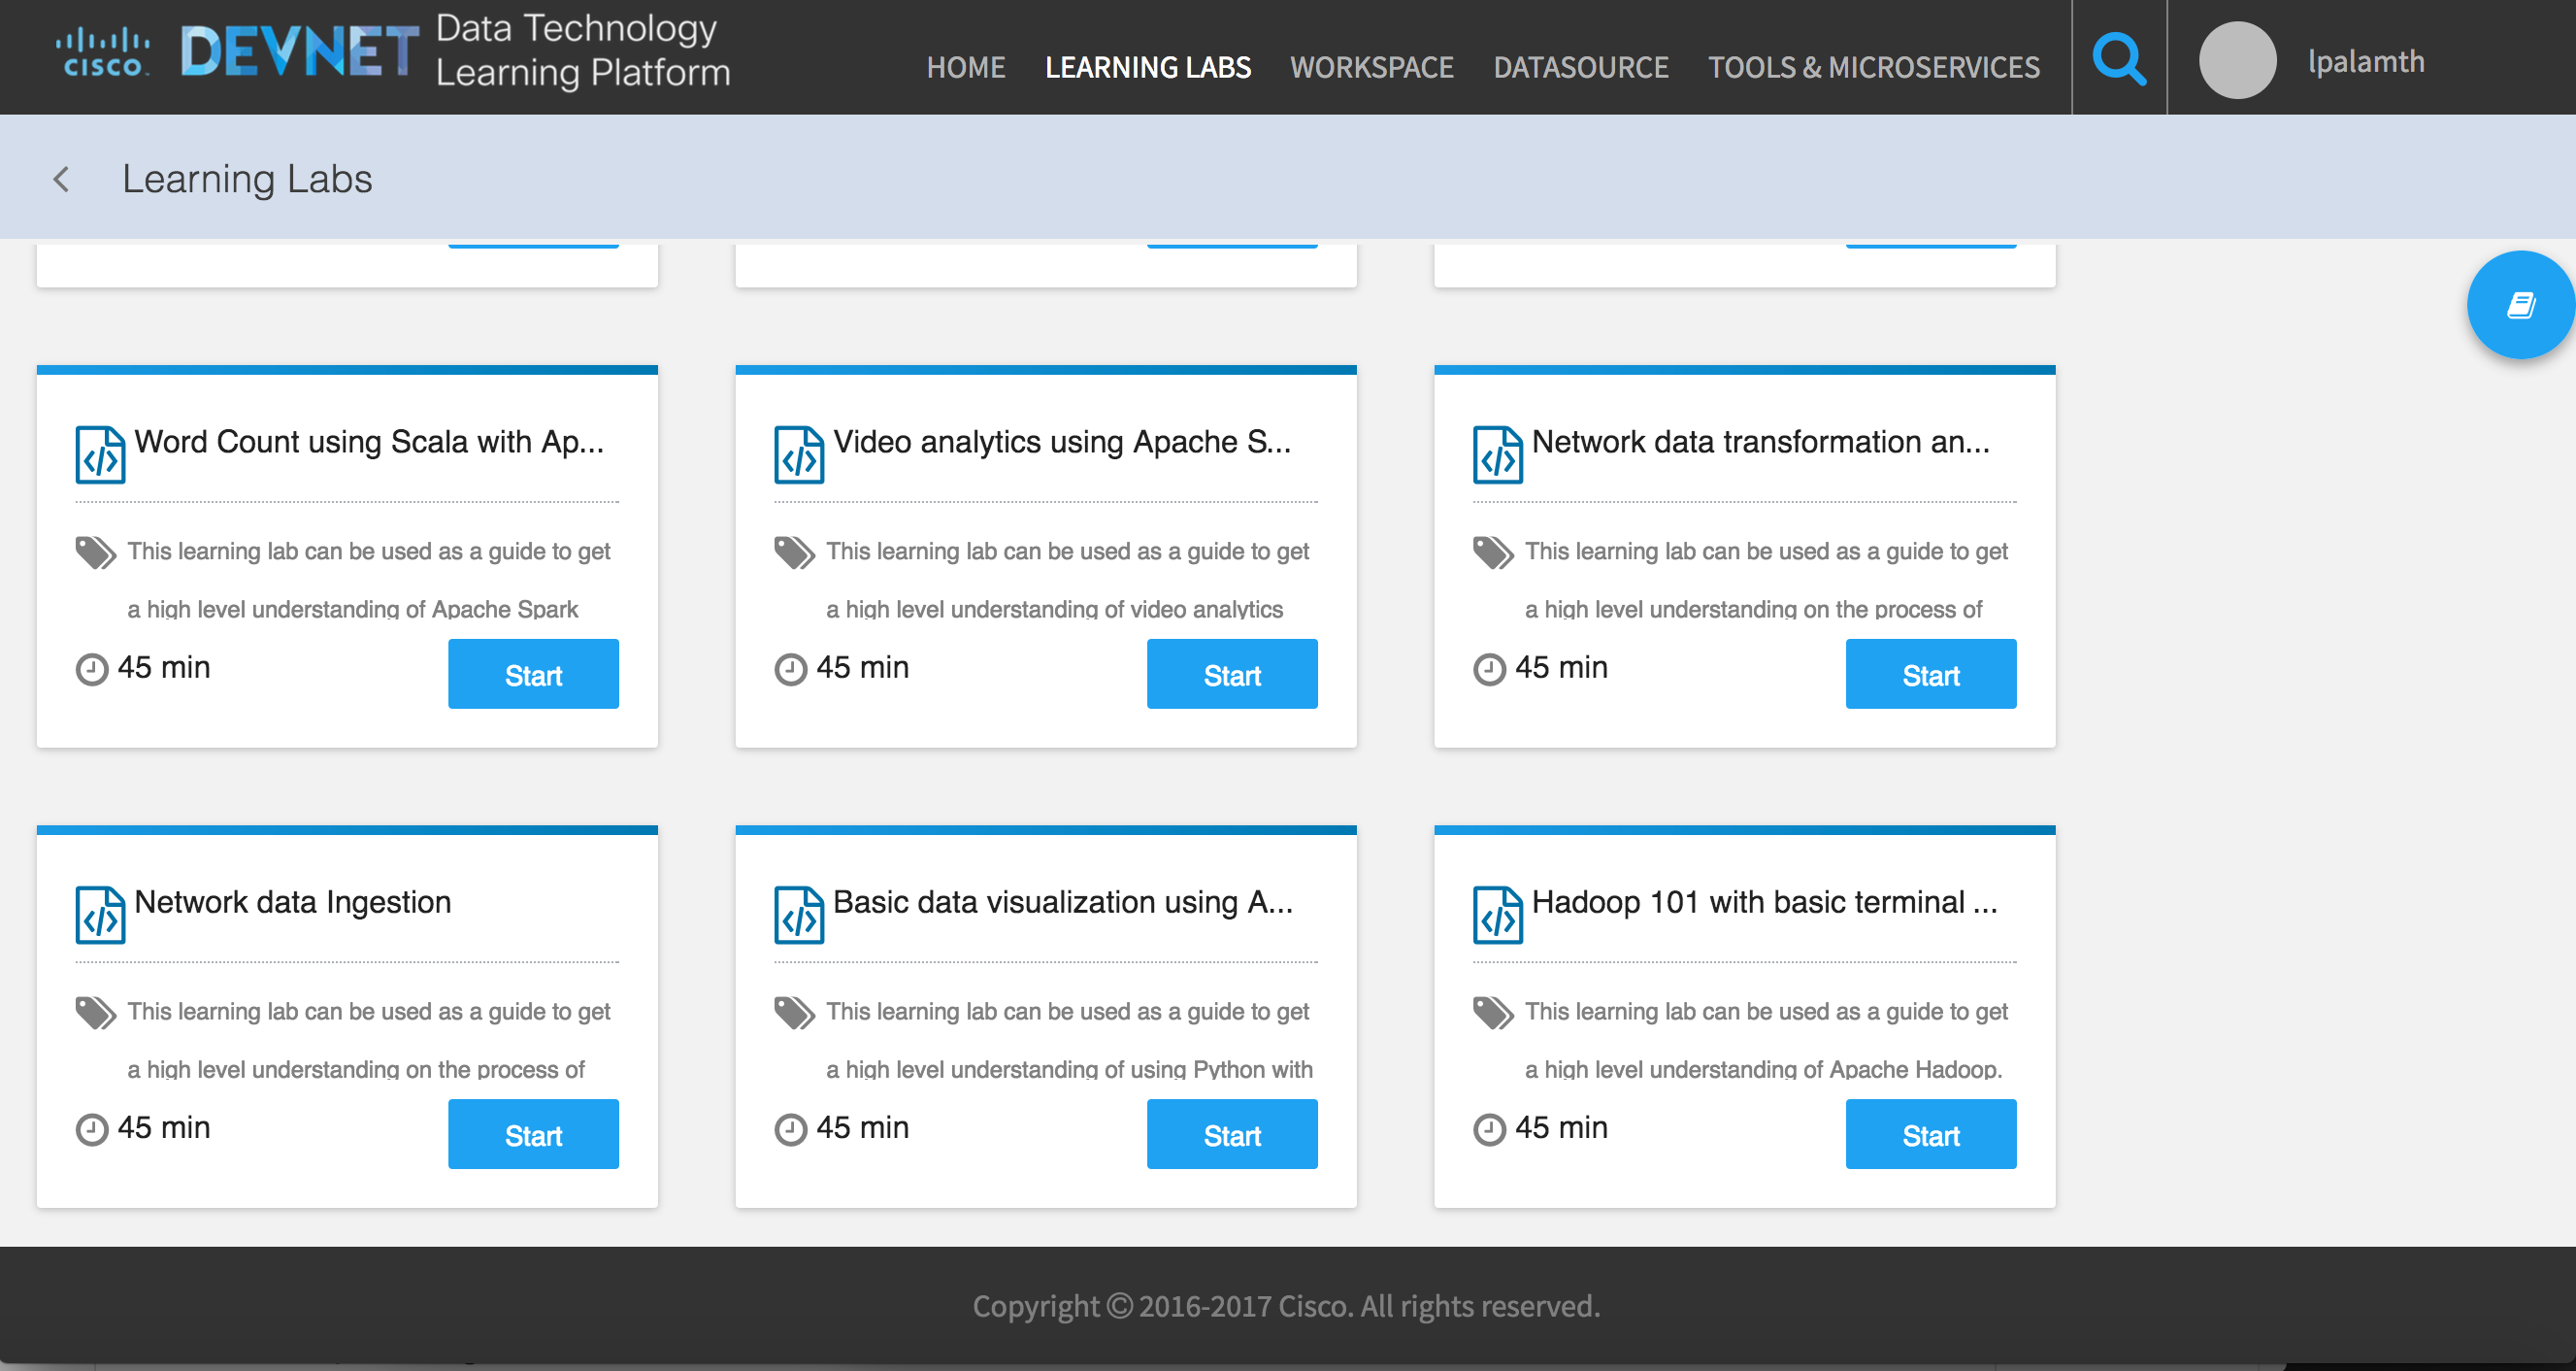 CISCO DEVNET Data Technology
Learning Platform
HOME LEARNING LABS WORKSPACE DATASOURCE TOOLS & MICROSERVICES lpalamth
Learning Labs
Word Count using Scala with Ap...
This learning lab can be used as a guide to get
a high level understanding of Apache Spark
45 min
Start
Video analytics using Apache S...
This learning lab can be used as a guide to get
a high level understanding of video analytics
45 min
Start
Network data transformation an...
This learning lab can be used as a guide to get
a high level understanding on the process of
45 min
Start
Network data Ingestion
This learning lab can be used as a guide to get
a high level understanding on the process of
45 min
Start
Basic data visualization using A...
This learning lab can be used as a guide to get
a high level understanding of using Python with
45 min
Start
Hadoop 101 with basic terminal ...
This learning lab can be used as a guide to get
a high level understanding of Apache Hadoop.
45 min
Start
Copyright © 2016-2017 Cisco. All rights reserved.